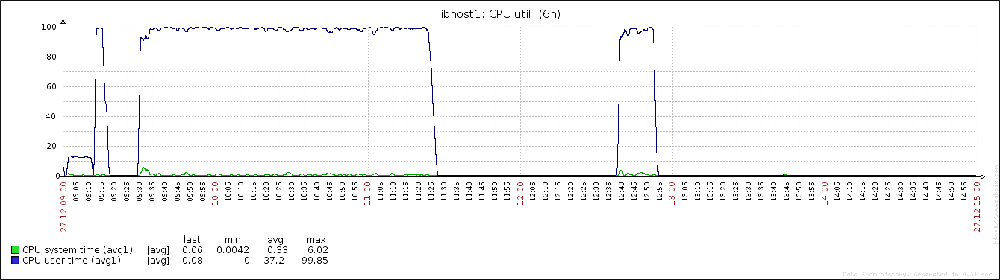 ibhost1: CPU util (6h)
100
80
60
40
20
0
27.12 09:00 09:05 09:10 09:15 09:20 09:25 09:30 09:35 09:40 09:45 09:50 09:55 10:00 10:05 10:10 10:15 10:20 10:25 10:30 10:35 10:40 10:45 10:50 10:55 11:00 11:05 11:10 11:15 11:20 11:25 11:30 11:35 11:40 11:45 11:50 11:55 12:00 12:05 12:10 12:15 12:20 12:25 12:30 12:35 12:40 12:45 12:50 12:55 13:00 13:05 13:10 13:15 13:20 13:25 13:30 13:35 13:40 13:45 13:50 13:55 14:00 14:05 14:10 14:15 14:20 14:25 14:30 14:35 14:40 14:45 14:50 14:55 27.12 15:00
last min avg max
CPU system time (avg1) [avg] 0.06 0.0042 0.33 6.02
CPU user time (avg1) [avg] 0.08 0 37.2 99.85
Data from history. Generated in 0.31 sec